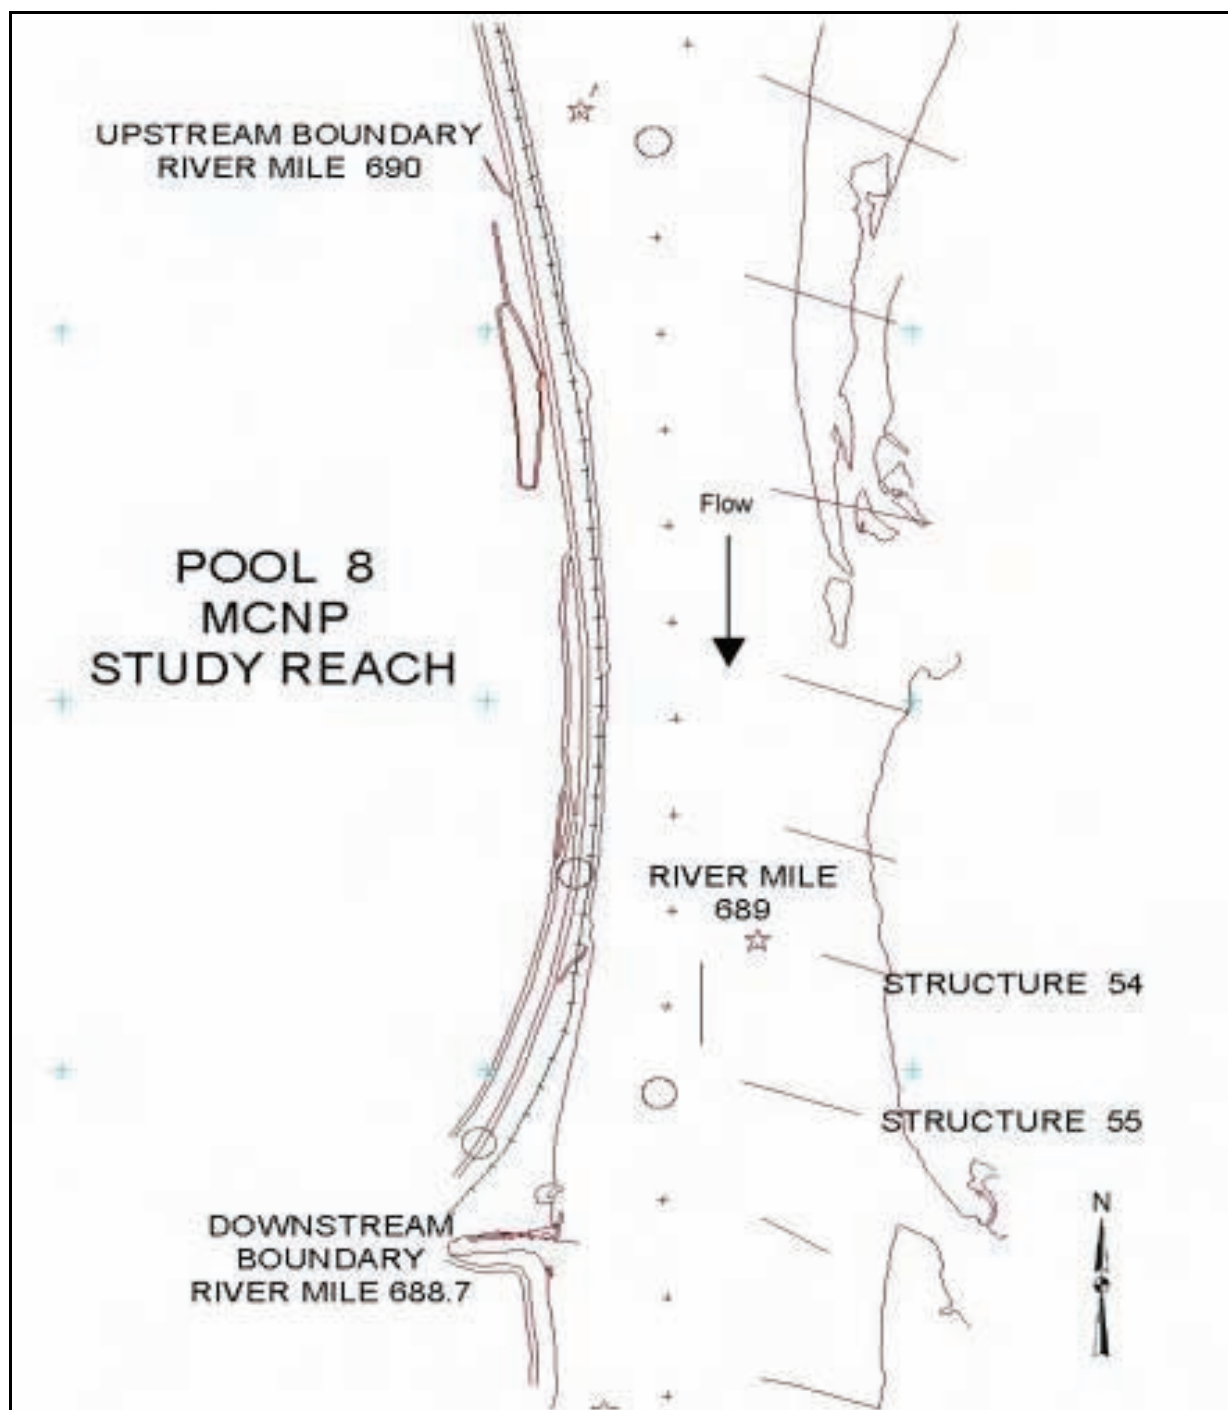 UPSTREAM BOUNDARY
RIVER MILE 690
Flow
POOL 8
MCNP
STUDY REACH
RIVER MILE
689
STRUCTURE 54
STRUCTURE 55
N
DOWNSTREAM
BOUNDARY
RIVER MILE 688.7